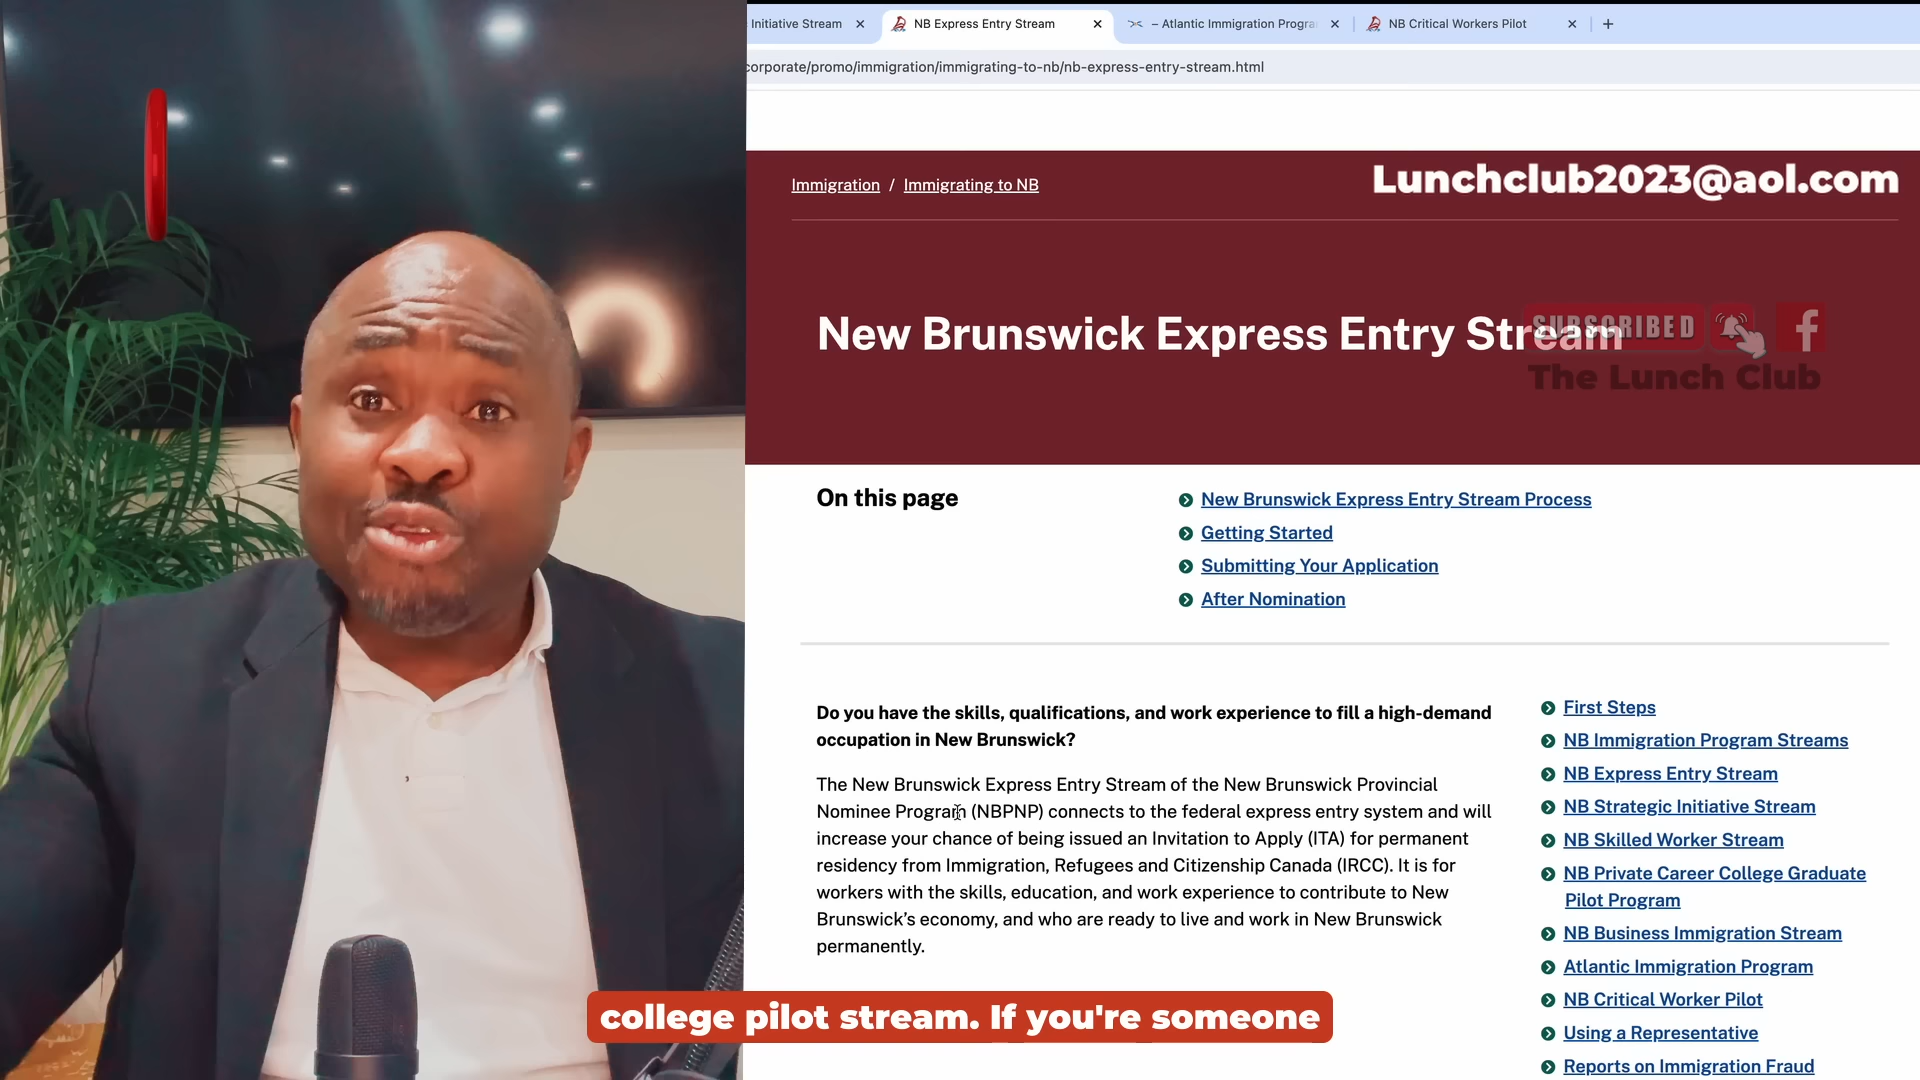 Initiative Stream
NB Express Entry Stream
– Atlantic Immigration Progra
NB Critical Workers Pilot
corporate/promo/immigration/immigrating-to-nb/nb-express-entry-stream.html
Immigration / Immigrating to NB
Lunchclub2023@aol.com
New Brunswick Express Entry Stream
SUBSCRIBED
The Lunch Club
On this page
New Brunswick Express Entry Stream Process
Getting Started
Submitting Your Application
After Nomination
Do you have the skills, qualifications, and work experience to fill a high-demand
occupation in New Brunswick?
The New Brunswick Express Entry Stream of the New Brunswick Provincial
Nominee Program (NBPNP) connects to the federal express entry system and will
increase your chance of being issued an Invitation to Apply (ITA) for permanent
residency from Immigration, Refugees and Citizenship Canada (IRCC). It is for
workers with the skills, education, and work experience to contribute to New
Brunswick’s economy, and who are ready to live and work in New Brunswick
permanently.
First Steps
NB Immigration Program Streams
NB Express Entry Stream
NB Strategic Initiative Stream
NB Skilled Worker Stream
NB Private Career College Graduate
Pilot Program
NB Business Immigration Stream
Atlantic Immigration Program
NB Critical Worker Pilot
Using a Representative
Reports on Immigration Fraud
college pilot stream. If you're someone